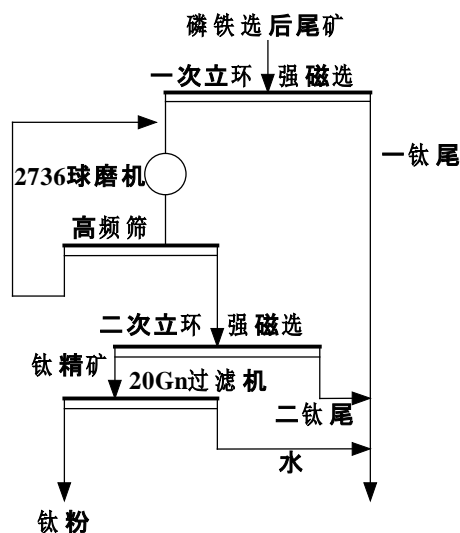 磷铁选后尾矿
一次立环 强磁选
一钛尾
2736球磨机
高频筛
二次立环 强磁选
钛精矿
20Gn过滤机
二钛尾
水
钛粉